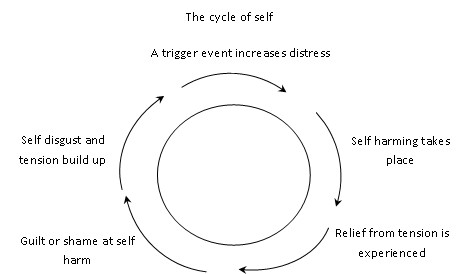 The cycle of self
A trigger event increases distress
Self harming takes
place
Relief from tension is
experienced
Guilt or shame at self
harm
Self disgust and
tension build up